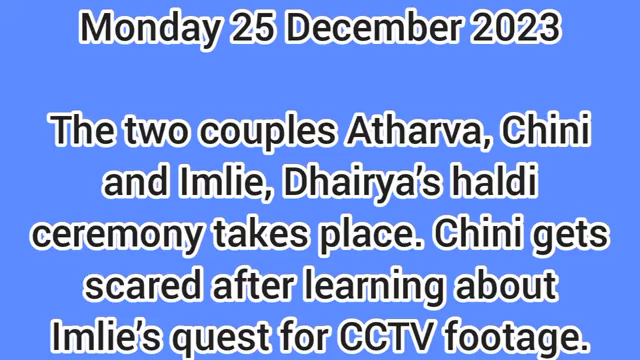 Monday 25 December 2023
The two couples Atharva, Chini
and Imlie, Dhairya’s haldi
ceremony takes place. Chini gets
scared after learning about
Imlie’s quest for CCTV footage.